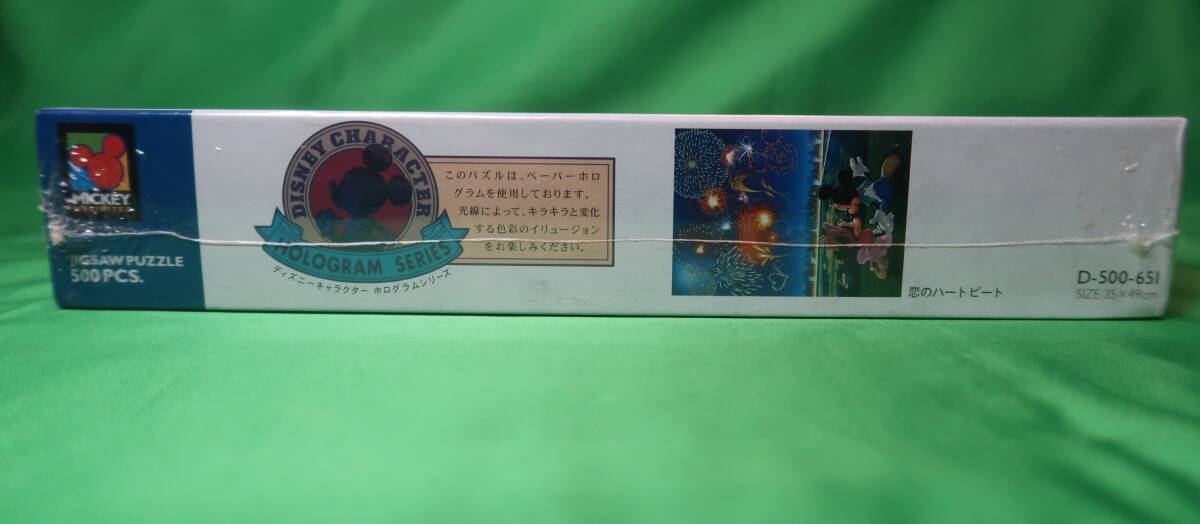 MICKEY
UNLIMITED
JIGSAW PUZZLE
500 PCS.
DISNEY CHARACTER
HOLOGRAM SERIES
ディズニーキャラクター ホログラムシリーズ
このパズルは、ペーパーホロ
グラムを使用しております。
光線によって、キラキラと変化
する色彩のイリュージョン
をお楽しみください。
恋のハートビート
D-500-651
SIZE 35×49cm